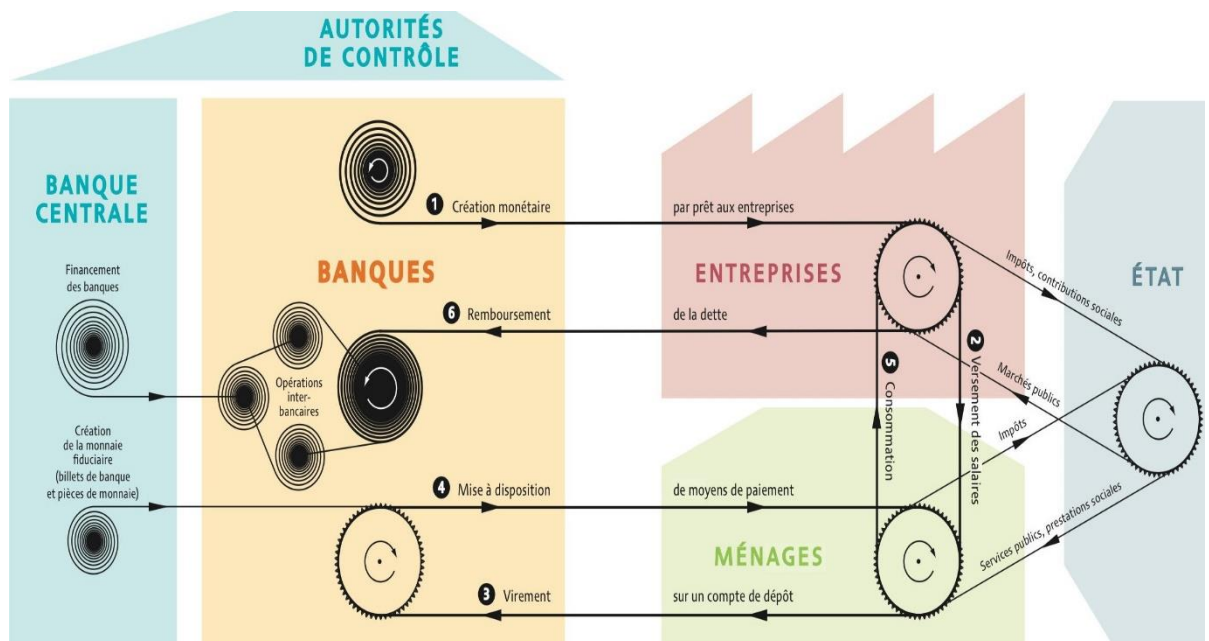 AUTORITÉS
DE CONTRÔLE
BANQUE
CENTRALE
Financement
des banques
Création
de la monnaie
fiduciaire
(billets de banque
et pièces de monnaie)
BANQUES
1 Création monétaire
par prêt aux entreprises
6 Remboursement
de la dette
Opérations
inter-
bancaires
4 Mise à disposition
de moyens de paiement
3 Virement
sur un compte de dépôt
ENTREPRISES
5 Consommation
2 Versement des salaires
MÉNAGES
Impôts, contributions sociales
Marchés publics
Impôts
Services publics, prestations sociales
ÉTAT